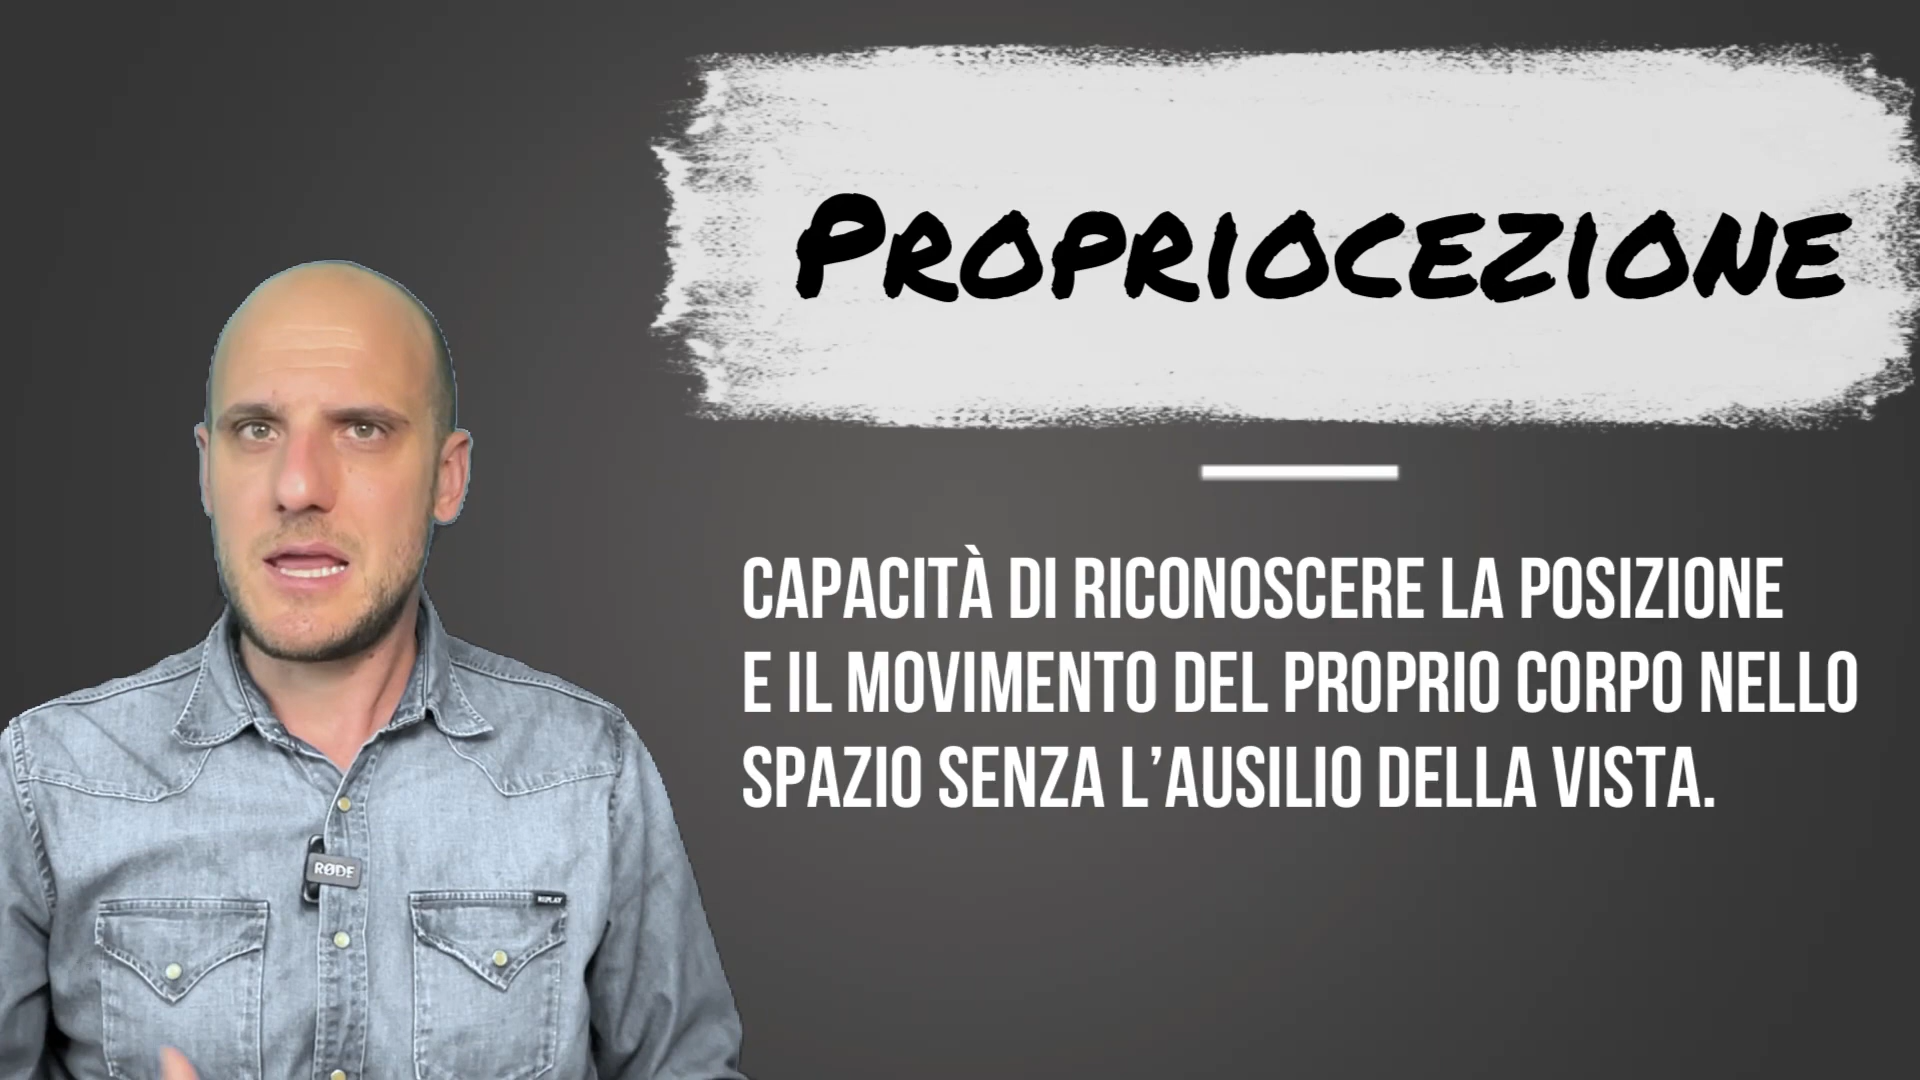 Propriocezione
CAPACITÀ DI RICONOSCERE LA POSIZIONE
E IL MOVIMENTO DEL PROPRIO CORPO NELLO
SPAZIO SENZA L’AUSILIO DELLA VISTA.
RØDE
REPLAY